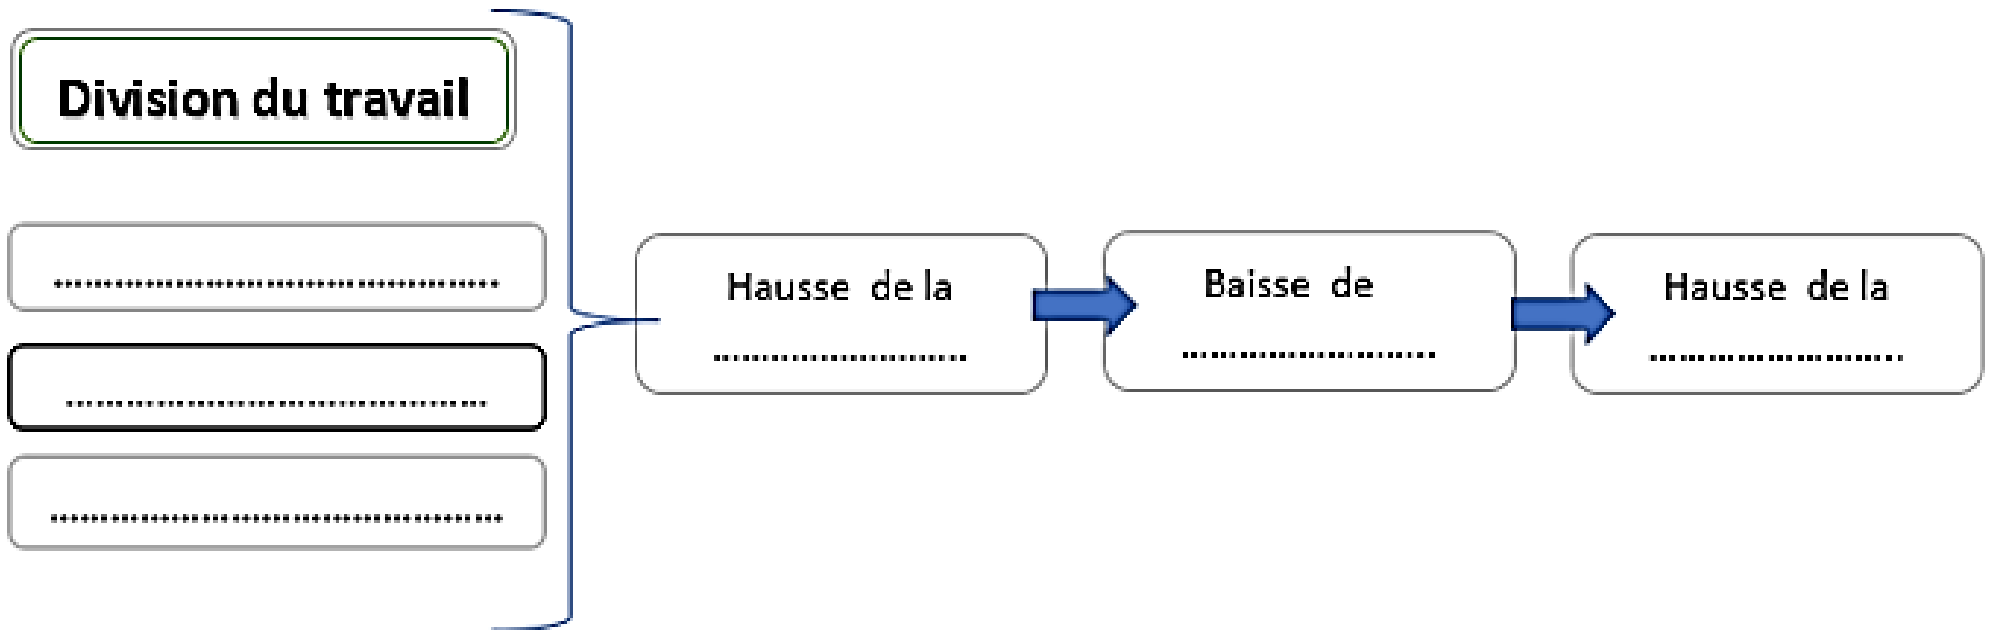 Division du travail
............................................
..........................................
.............................................
Hausse de la
.........................
Baisse de
.........................
Hausse de la
.........................